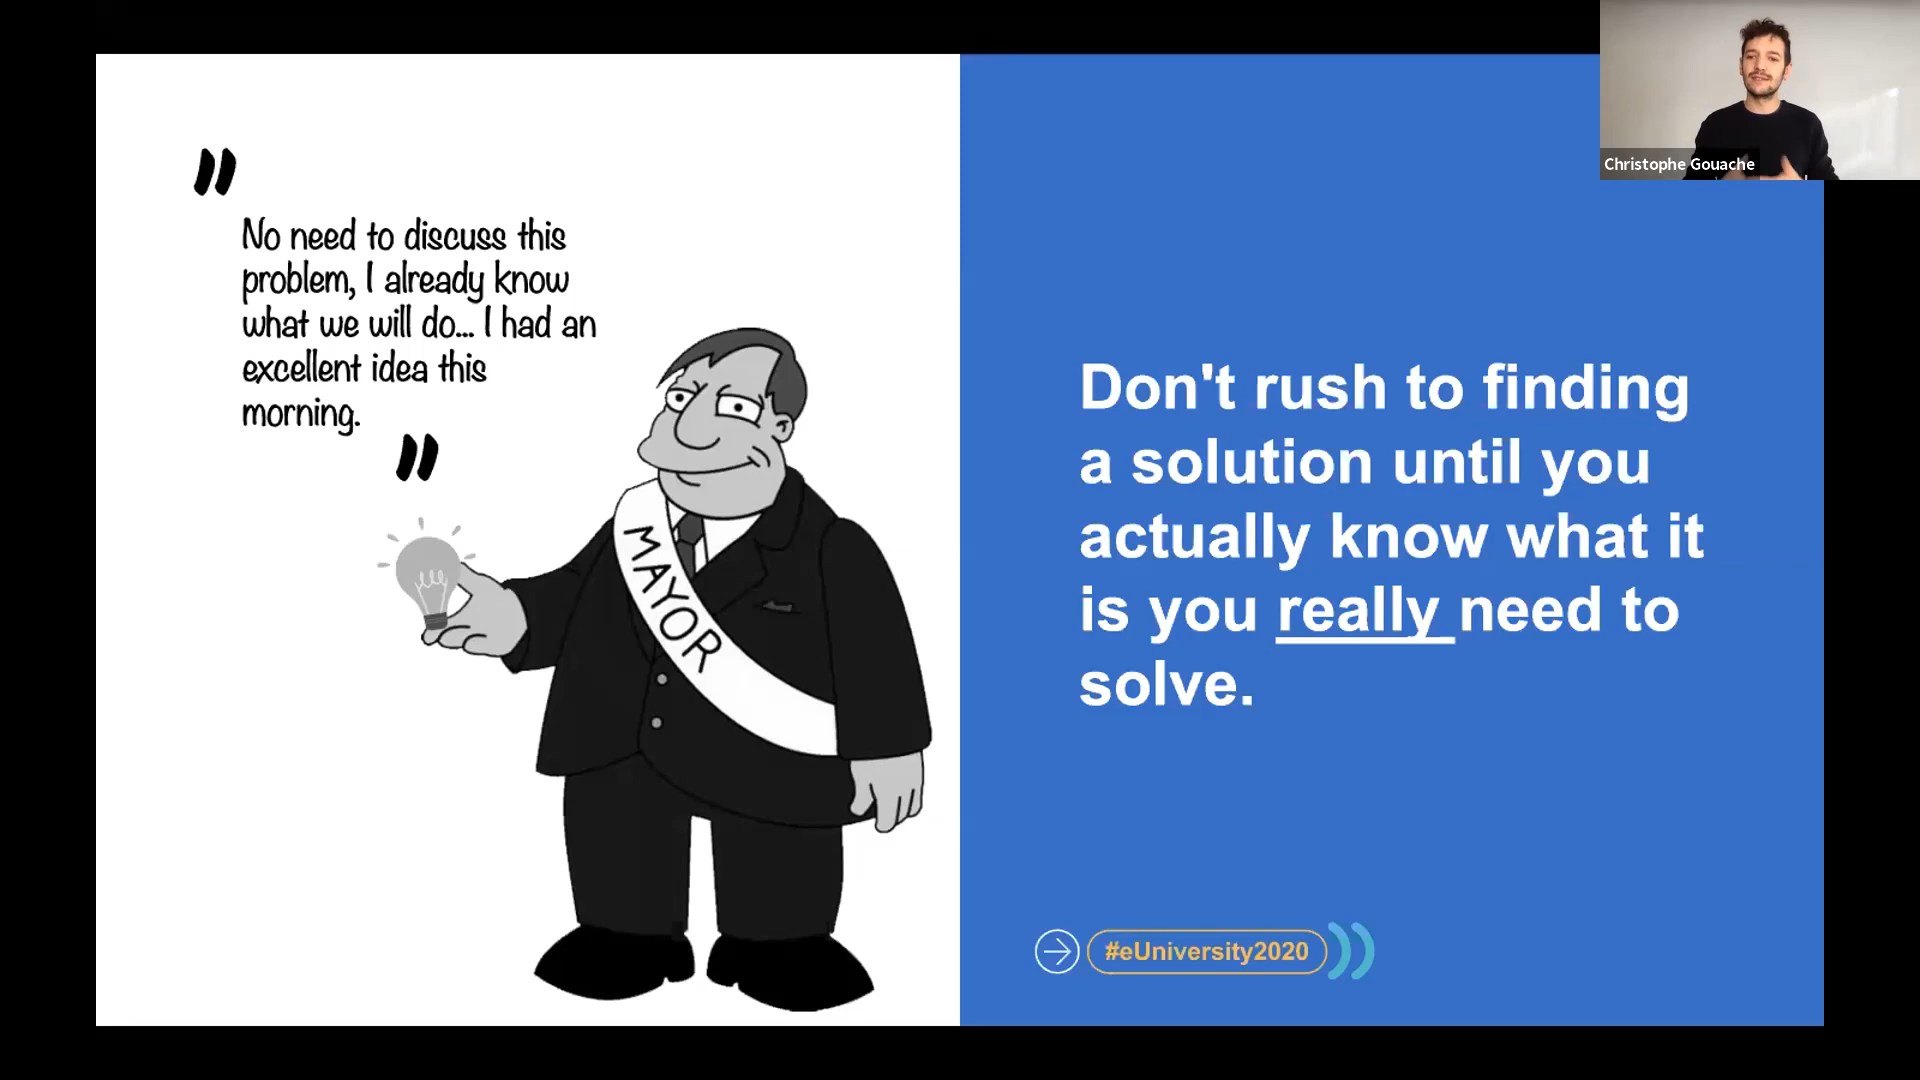 "
No need to discuss this
problem, I already know
what we will do... I had an
excellent idea this
morning.
"
MAYOR
Don't rush to finding
a solution until you
actually know what it
is you really need to
solve.
#eUniversity2020
Christophe Gouache